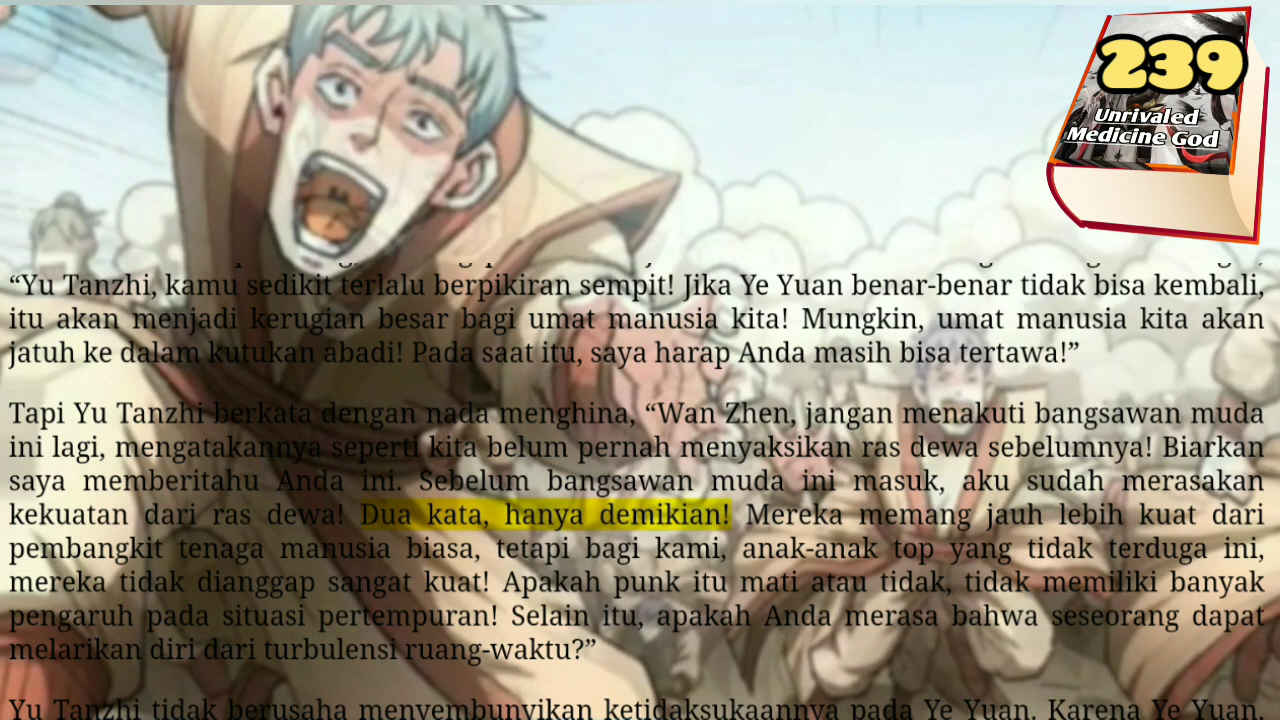 239
Unrivaled
Medicine God
“Yu Tanzhi, kamu sedikit terlalu berpikiran sempit! Jika Ye Yuan benar-benar tidak bisa kembali,
itu akan menjadi kerugian besar bagi umat manusia kita! Mungkin, umat manusia kita akan
jatuh ke dalam kutukan abadi! Pada saat itu, saya harap Anda masih bisa tertawa!”
Tapi Yu Tanzhi berkata dengan nada menghina, “Wan Zhen, jangan menakuti bangsawan muda
ini lagi, mengatakannya seperti kita belum pernah menyaksikan ras dewa sebelumnya! Biarkan
saya memberitahu Anda ini. Sebelum bangsawan muda ini masuk, aku sudah merasakan
kekuatan dari ras dewa! Dua kata, hanya demikian! Mereka memang jauh lebih kuat dari
pembangkit tenaga manusia biasa, tetapi bagi kami, anak-anak top yang tidak terduga ini,
mereka tidak dianggap sangat kuat! Apakah punk itu mati atau tidak, tidak memiliki banyak
pengaruh pada situasi pertempuran! Selain itu, apakah Anda merasa bahwa seseorang dapat
melarikan diri dari turbulensi ruang-waktu?”
Yu Tanzhi tidak berusaha menyembunyikan ketidaksukaannya pada Ye Yuan. Karena Ye Yuan,